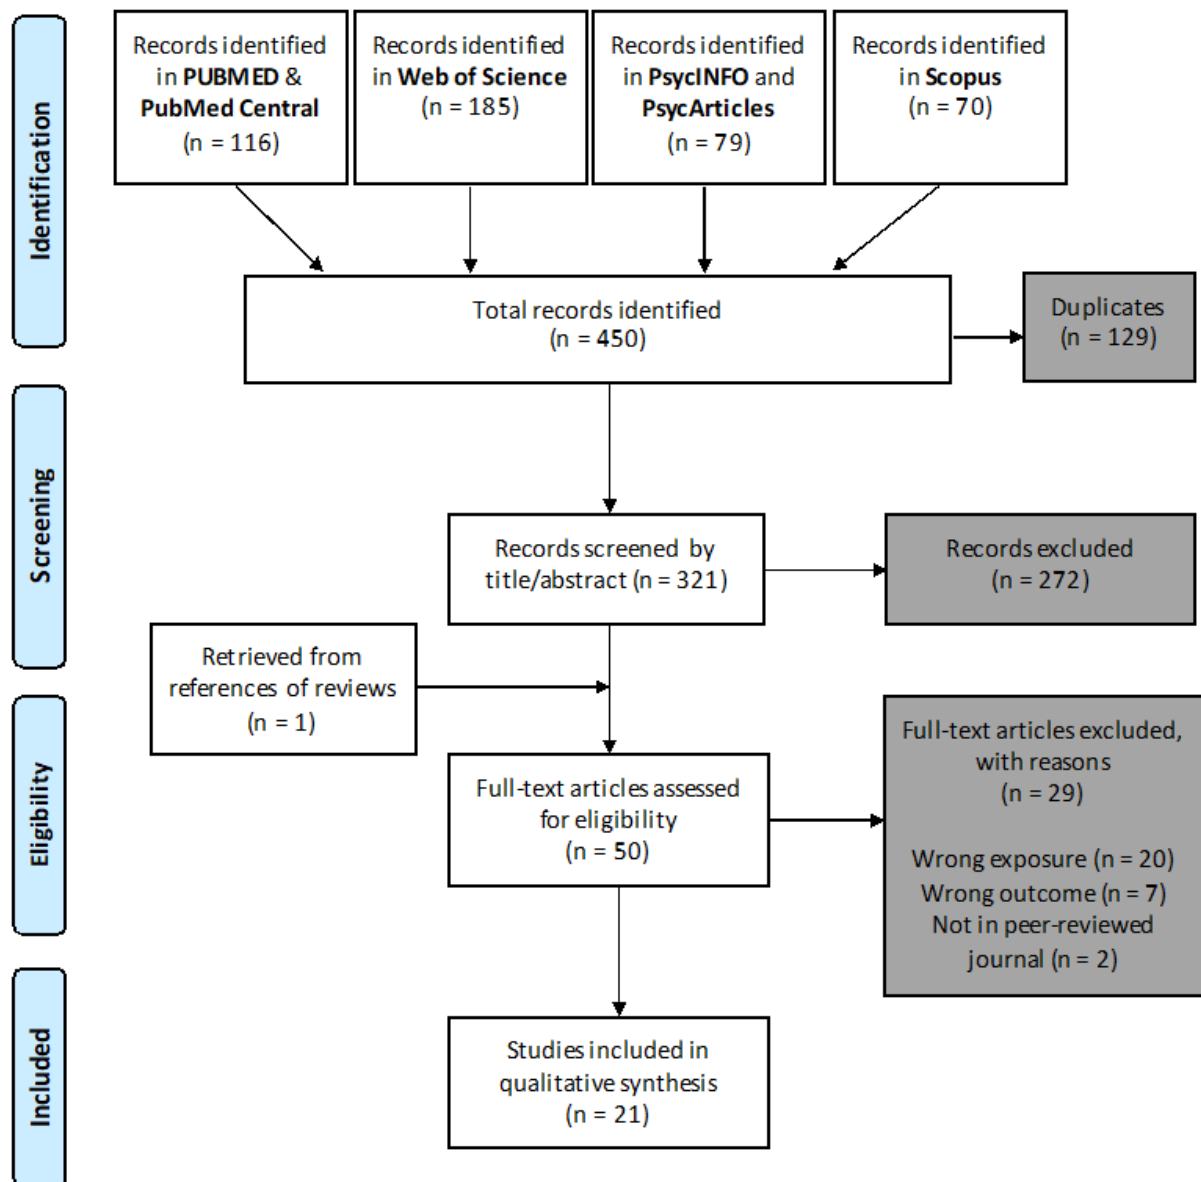 Identification
Records identified
in PUBMED &
PubMed Central
(n = 116)
Records identified
in Web of Science
(n = 185)
Records identified
in PsycINFO and
PsycArticles
(n = 79)
Records identified
in Scopus
(n = 70)
Total records identified
(n = 450)
Duplicates
(n = 129)
Screening
Records screened by
title/abstract (n = 321)
Records excluded
(n = 272)
Retrieved from
references of reviews
(n = 1)
Eligibility
Full-text articles assessed
for eligibility
(n = 50)
Full-text articles excluded,
with reasons
(n = 29)
Wrong exposure (n = 20)
Wrong outcome (n = 7)
Not in peer-reviewed
journal (n = 2)
Included
Studies included in
qualitative synthesis
(n = 21)